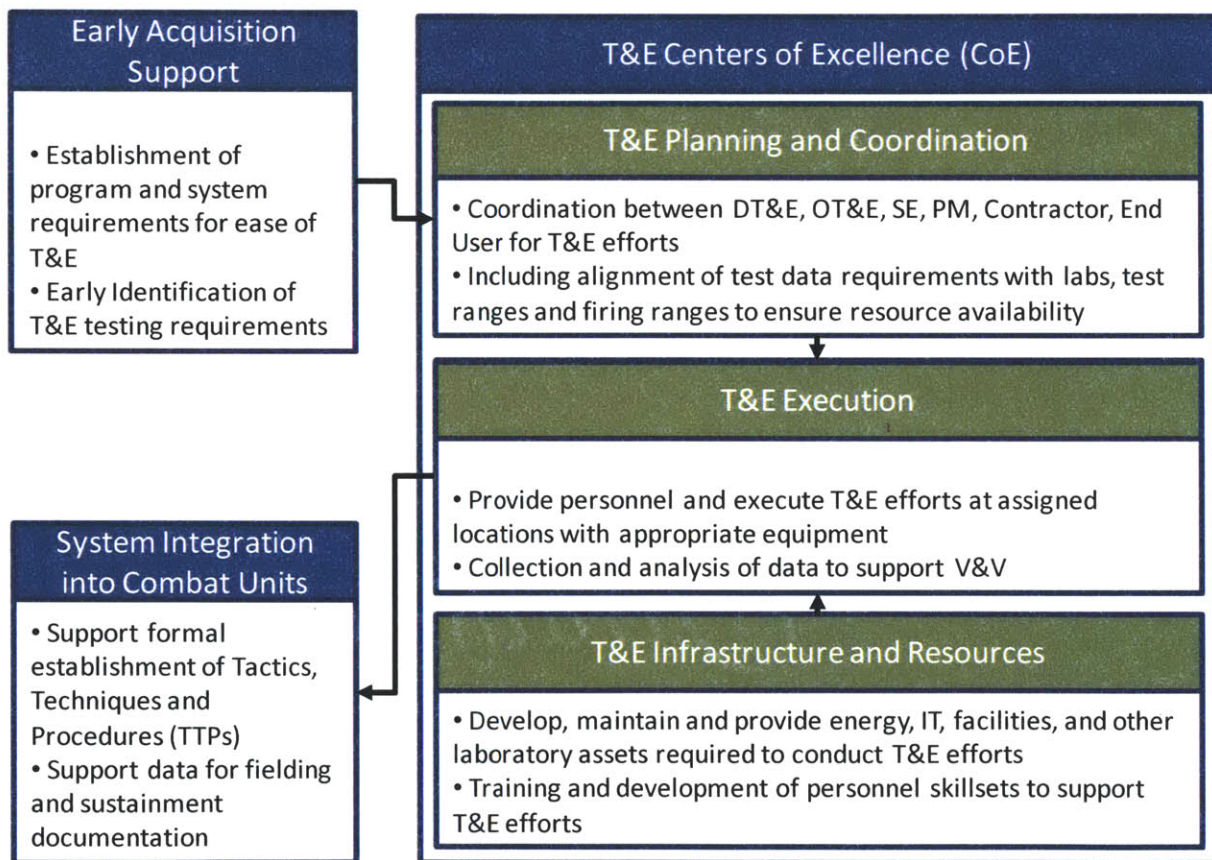 Early Acquisition
Support
• Establishment of
program and system
requirements for ease of
T&E
• Early Identification of
T&E testing requirements
T&E Centers of Excellence (CoE)
T&E Planning and Coordination
• Coordination between DT&E, OT&E, SE, PM, Contractor, End
User for T&E efforts
• Including alignment of test data requirements with labs, test
ranges and firing ranges to ensure resource availability
T&E Execution
• Provide personnel and execute T&E efforts at assigned
locations with appropriate equipment
• Collection and analysis of data to support V&V
T&E Infrastructure and Resources
• Develop, maintain and provide energy, IT, facilities, and other
laboratory assets required to conduct T&E efforts
• Training and development of personnel skillsets to support
T&E efforts
System Integration
into Combat Units
• Support formal
establishment of Tactics,
Techniques and
Procedures (TTPs)
• Support data for fielding
and sustainment
documentation